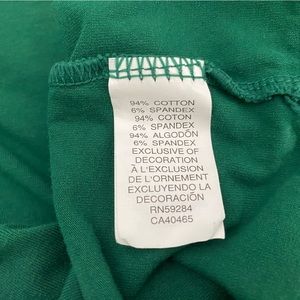 94% COTTON
6% SPANDEX
94% COTON
6% SPANDEX
94% ALGODÓN
6% SPANDEX
EXCLUSIVE OF
DECORATION
À L'EXCLUSION
DE L'ORNEMENT
EXCLUYENDO LA
DECORACIÓN
RN59284
CA40465